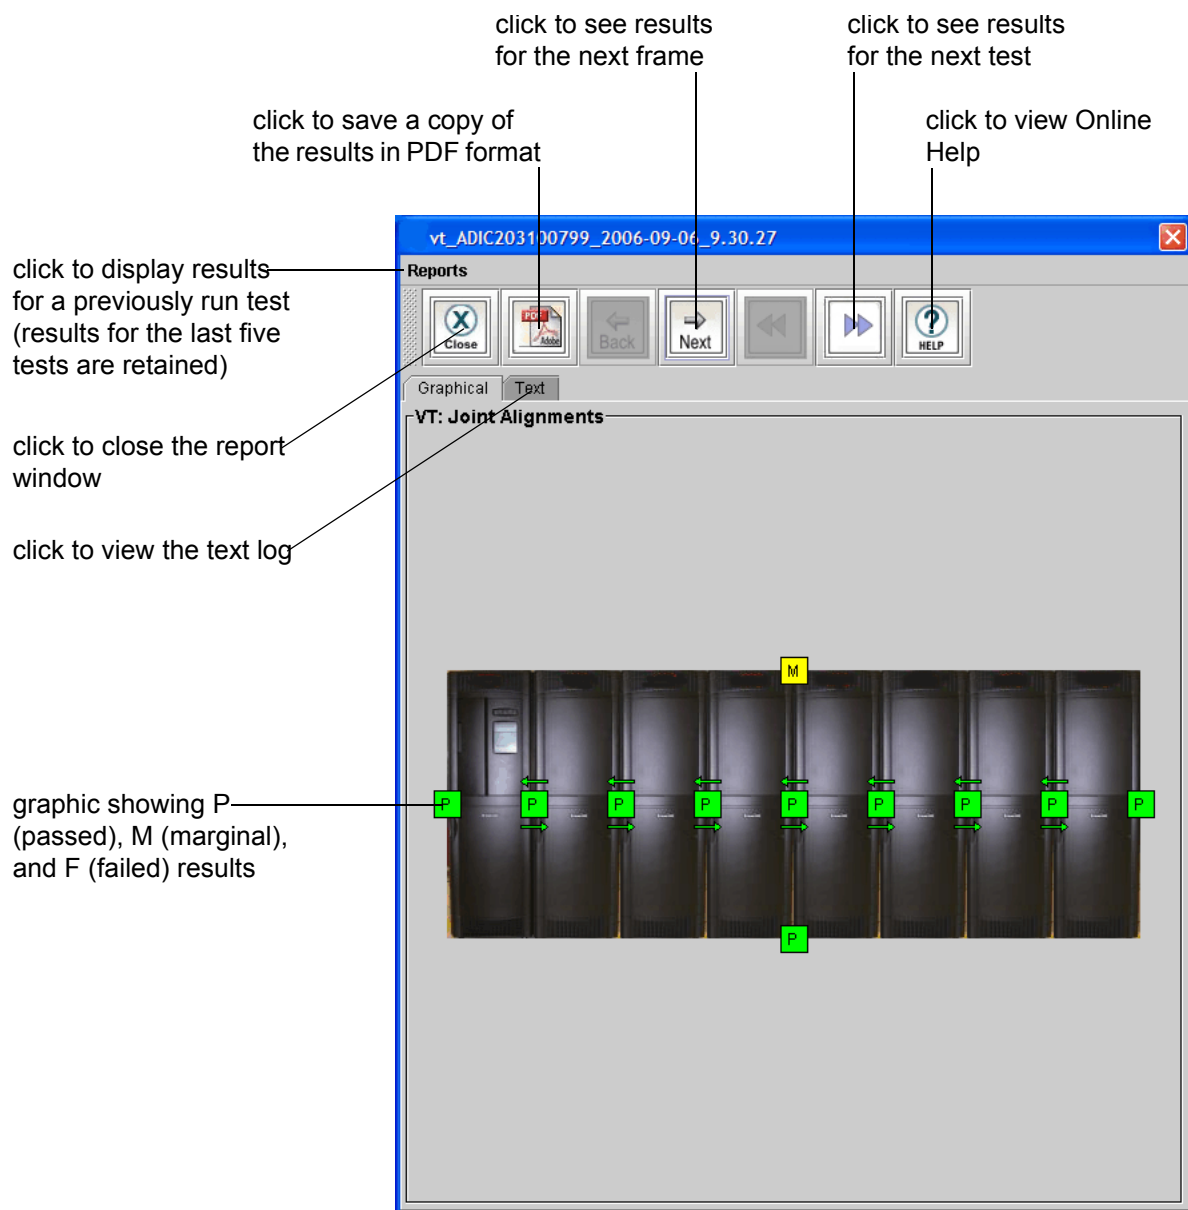 click to see results
for the next frame
click to see results
for the next test
click to save a copy of
the results in PDF format
click to view Online
Help
vt_ADIC203100799_2006-09-06_9.30.27
click to display results
for a previously run test
(results for the last five
tests are retained)
Reports
Close
PDF
Adobe
Back
Next
HELP
Graphical
Text
VT: Joint Alignments
click to close the report
window
click to view the text log
M
graphic showing P
(passed), M (marginal),
and F (failed) results
P P P P P P P P P
P